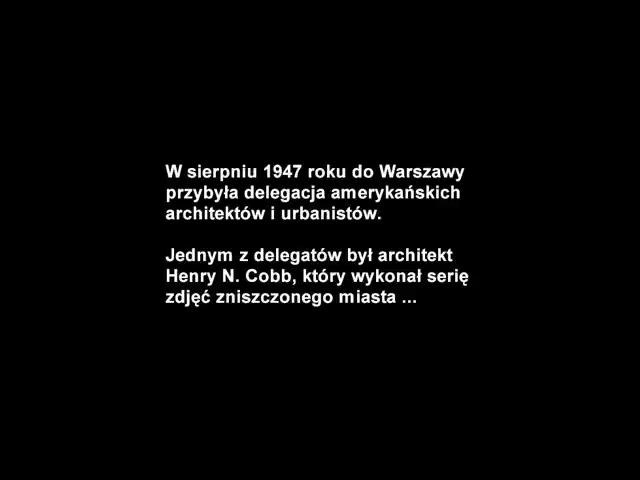 W sierpniu 1947 roku do Warszawy
przybyła delegacja amerykańskich
architektów i urbanistów.
Jednym z delegatów był architekt
Henry N. Cobb, który wykonał serię
zdjęć zniszczonego miasta ...